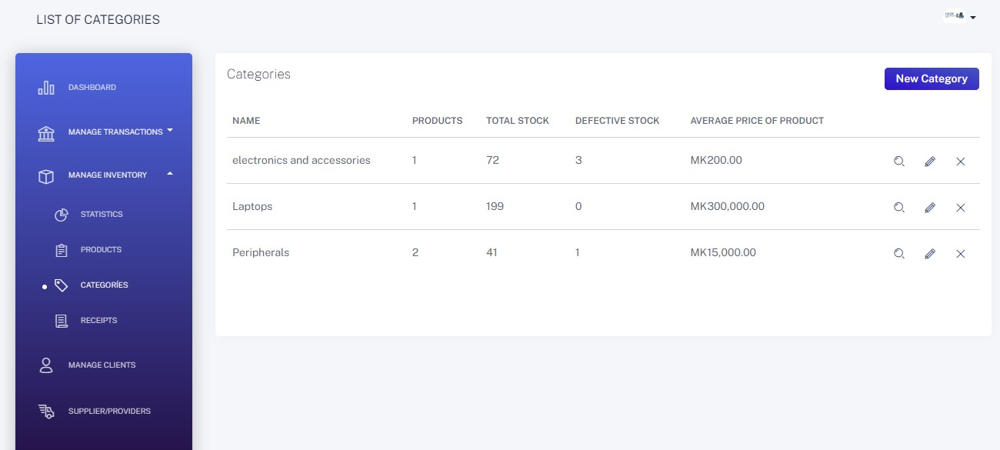 LIST OF CATEGORIES
DASHBOARD
MANAGE TRANSACTIONS
MANAGE INVENTORY
STATISTICS
PRODUCTS
CATEGORÍES
RECEIPTS
MANAGE CLIENTS
SUPPLIER/PROVIDERS
Categories
New Category
NAME PRODUCTS TOTAL STOCK DEFECTIVE STOCK AVERAGE PRICE OF PRODUCT
electronics and accessories 1 72 3 MK200.00
Laptops 1 199 0 MK300,000.00
Peripherals 2 41 1 MK15,000.00